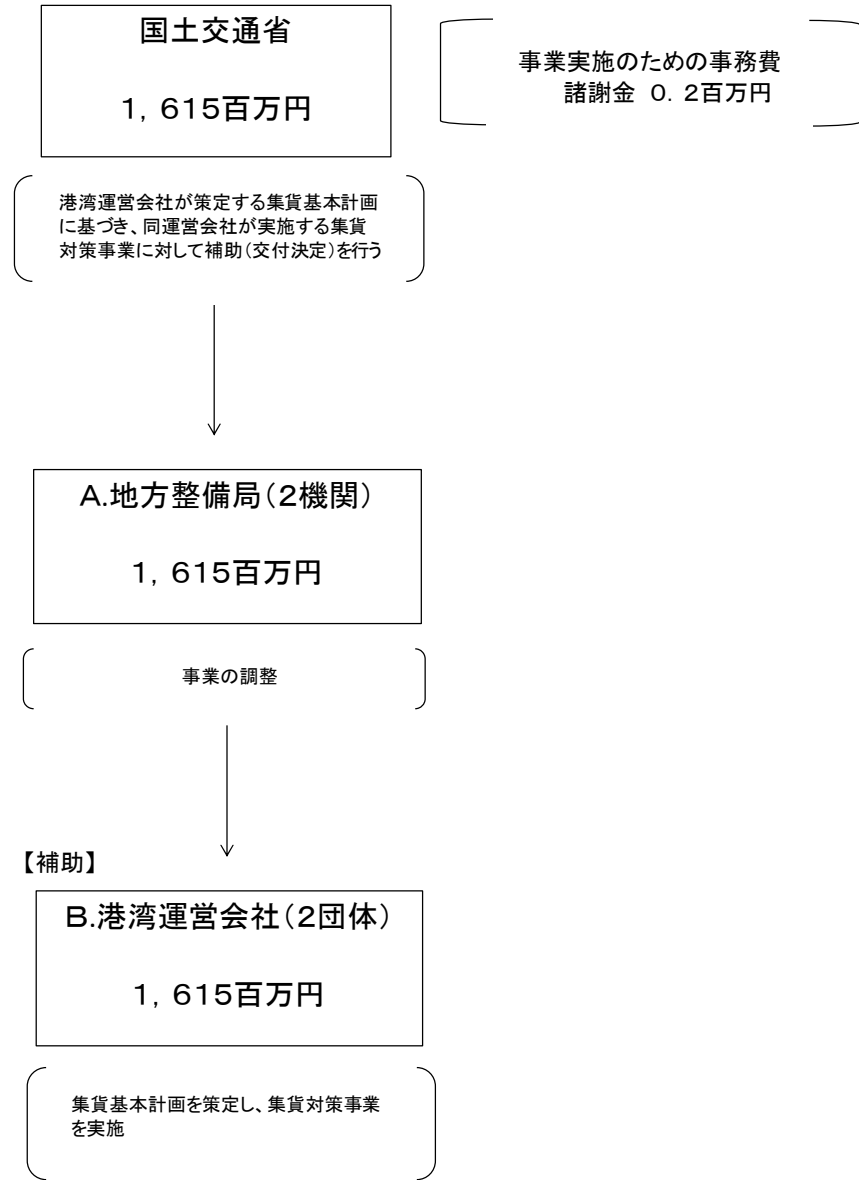 国土交通省
1，615百万円
事業実施のための事務費
諸謝金 0．2百万円
港湾運営会社が策定する集貨基本計画
に基づき、同運営会社が実施する集貨
対策事業に対して補助（交付決定）を行う
A.地方整備局（2機関）
1，615百万円
事業の調整
【補助】
B.港湾運営会社（2団体）
1，615百万円
集貨基本計画を策定し、集貨対策事業
を実施